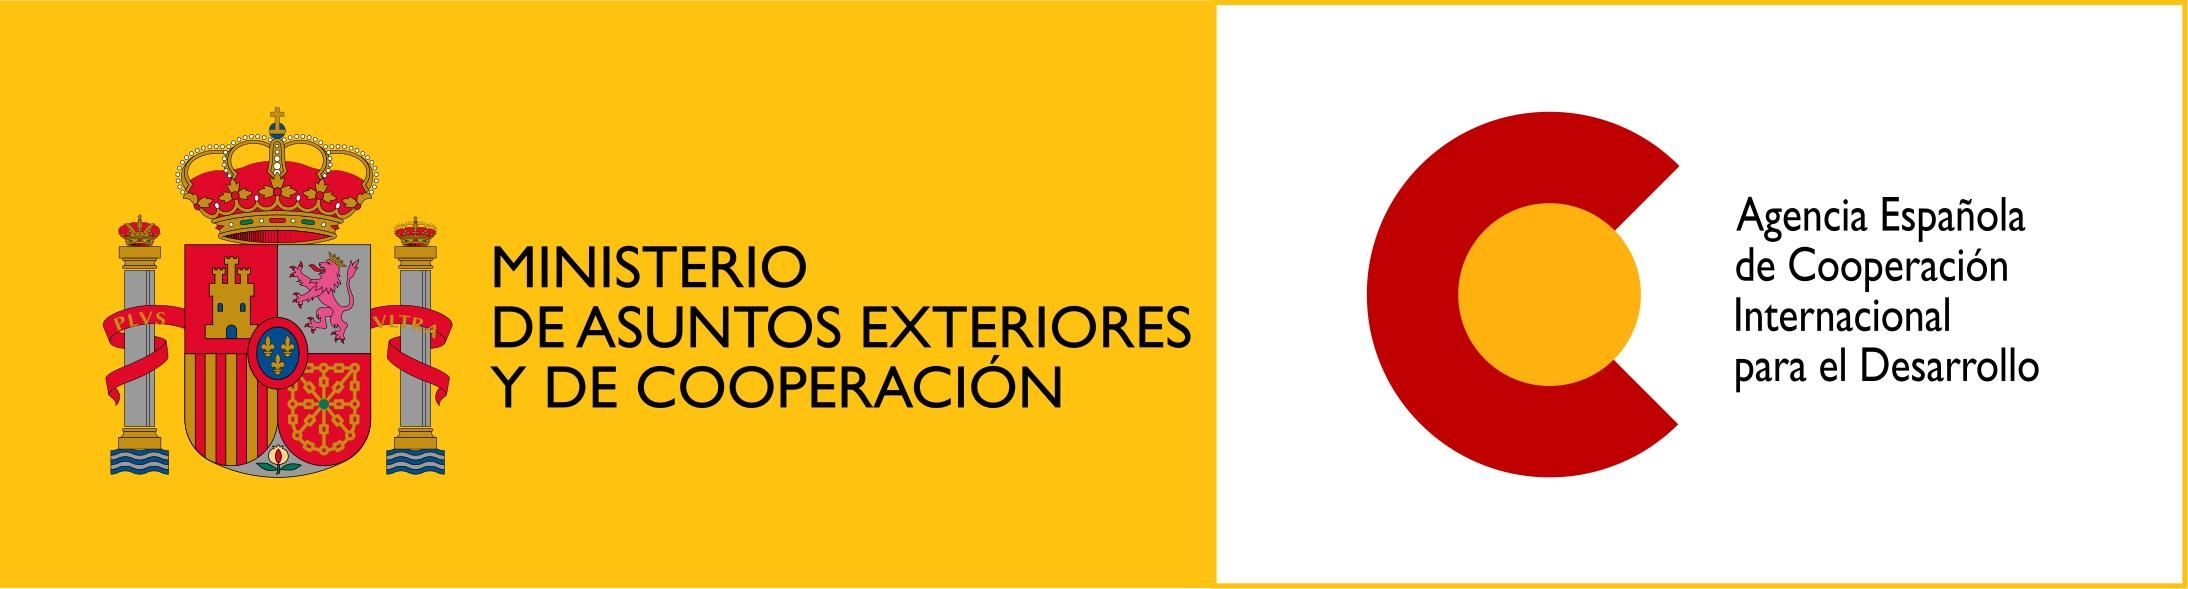 PLVS
VLTRA
MINISTERIO
DE ASUNTOS EXTERIORES
Y DE COOPERACIÓN
Agencia Española
de Cooperación
Internacional
para el Desarrollo